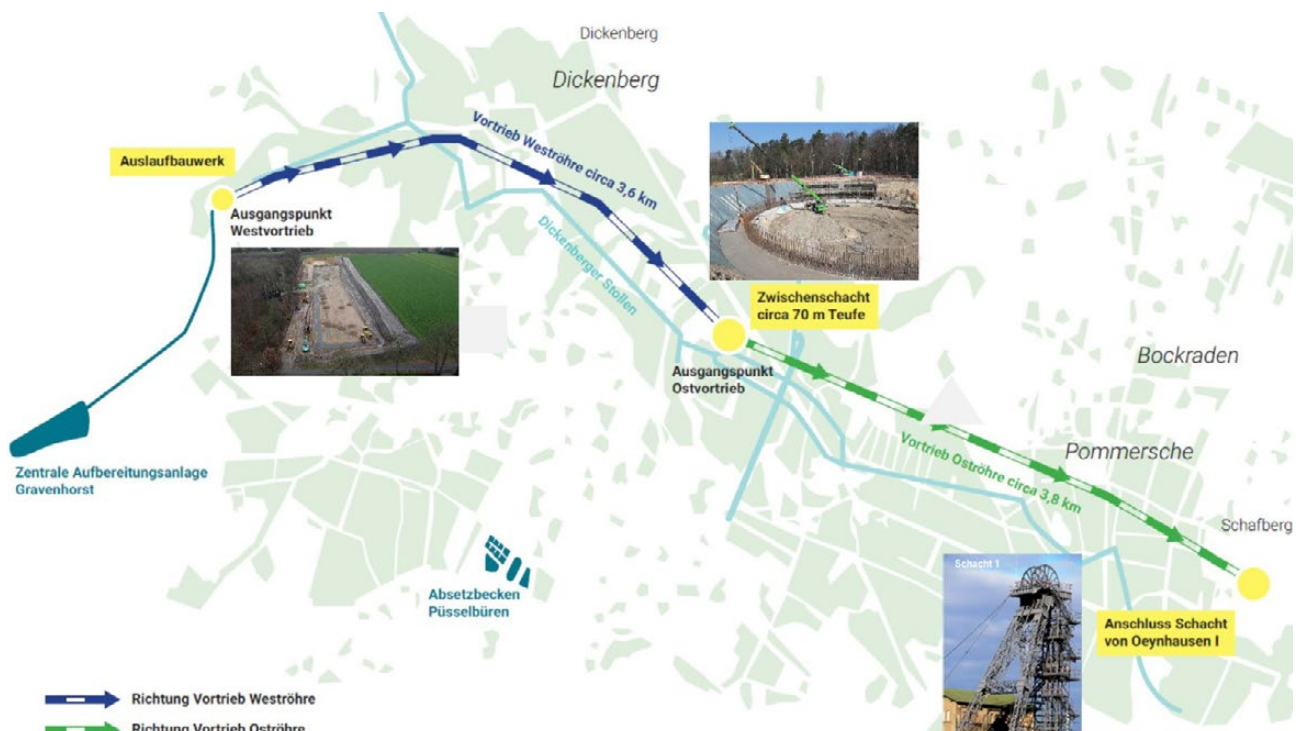 Dickenberg
Dickenberg
Auslaufbauwerk
Vortrieb Weströhre circa 3,6 km
Ausgangspunkt
Westvortrieb
Dickenberger Stollen
Zwischenschacht
circa 70 m Teufe
Ausgangspunkt
Ostvortrieb
Bockraden
Pommersche
Vortrieb Oströhre circa 3,8 km
Zentrale Aufbereitungsanlage
Gravenhorst
Schafberg
Schacht 1
Absetzbecken
Püsselbüren
Anschluss Schacht
von Oeynhausen I
Richtung Vortrieb Weströhre
Richtung Vortrieb Oströhre